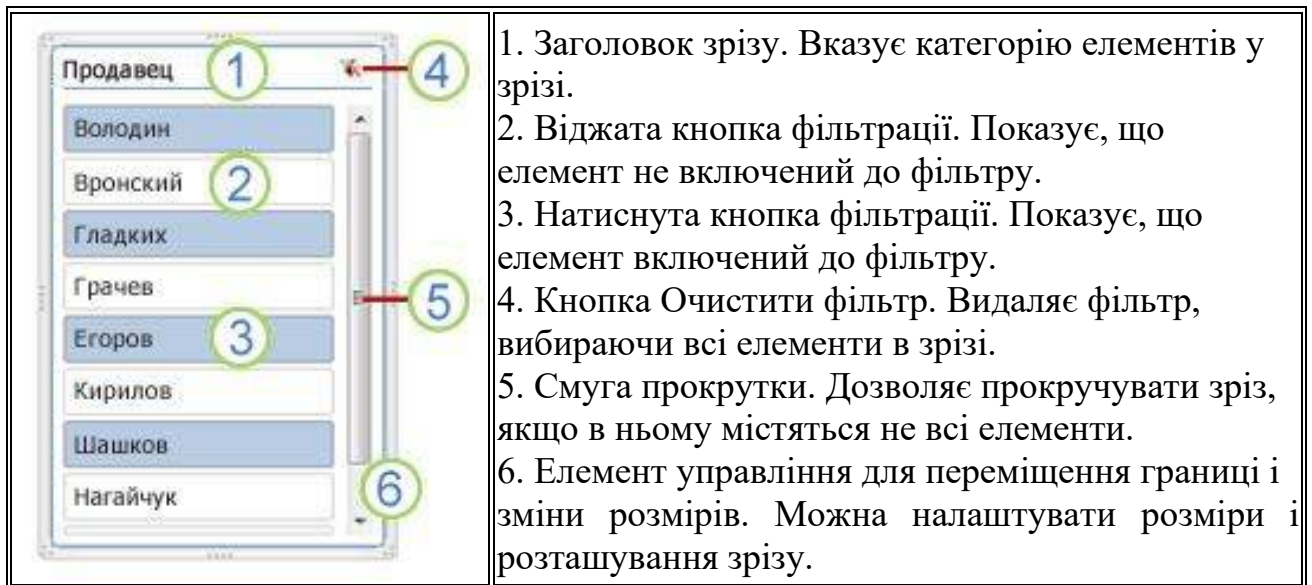 Продавец 1 4
Володин
Вронский 2
Гладких
Грачев
5
Егоров 3
Кирилов
Шашков
6
Нагайчук
1. Заголовок зрізу. Вказує категорію елементів у
зрізі.
2. Віджата кнопка фільтрації. Показує, що
елемент не включений до фільтру.
3. Натиснута кнопка фільтрації. Показує, що
елемент включений до фільтру.
4. Кнопка Очистити фільтр. Видаляє фільтр,
вибираючи всі елементи в зрізі.
5. Смуга прокрутки. Дозволяє прокручувати зріз,
якщо в ньому містяться не всі елементи.
6. Елемент управління для переміщення границі і
зміни розмірів. Можна налаштувати розміри і
розташування зрізу.